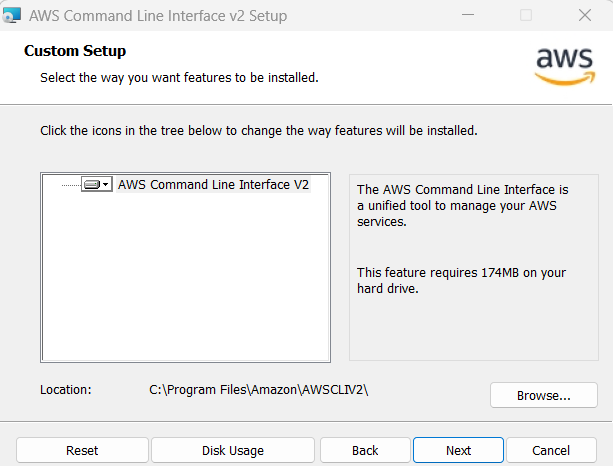 AWS Command Line Interface v2 Setup
Custom Setup
Select the way you want features to be installed.
aws
Click the icons in the tree below to change the way features will be installed.
AWS Command Line Interface V2
The AWS Command Line Interface is
a unified tool to manage your AWS
services.
This feature requires 174MB on your
hard drive.
Location: C:\Program Files\Amazon\AWSCLIV2\
Browse...
Reset Disk Usage Back Next Cancel